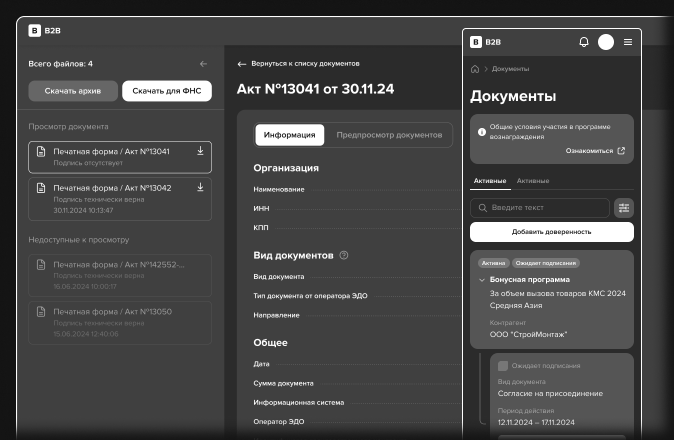 B B2B
Всего файлов: 4
Скачать архив
Скачать для ФНС
Просмотр документа
Печатная форма / Акт №13041
Подпись отсутствует
Печатная форма / Акт №13042
Подпись технически верна
30.11.2024 10:13:47
Недоступные к просмотру
Печатная форма / Акт №142552-...
Подпись технически верна
16.06.2024 10:00:17
Печатная форма / Акт №13050
Подпись технически верна
15.06.2024 12:40:06
Вернуться к списку документов
Акт №13041 от 30.11.24
Информация
Предпросмотр документов
Организация
Наименование
ИНН
КПП
Вид документов
Вид документа
Тип документа от оператора ЭДО
Направление
Общее
Дата
Сумма документа
Информационная система
Оператор ЭДО
B B2B
Документы
Документы
Общие условия участия в программе
вознаграждения
Ознакомиться
Активные
Активные
Введите текст
Добавить доверенность
Активна
Ожидает подписания
Бонусная программа
За объем вызова товаров КМС 2024
Средняя Азия
Контрагент
ООО "СтройМонтаж"
Ожидает подписания
Вид документа
Согласие на присоединение
Период действия
12.11.2024 – 17.11.2024